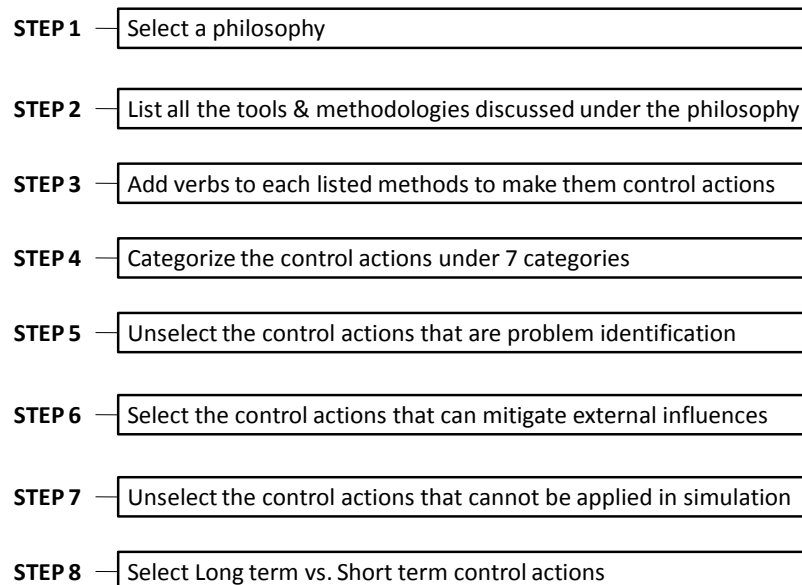 STEP 1 Select a philosophy
STEP 2 List all the tools & methodologies discussed under the philosophy
STEP 3 Add verbs to each listed methods to make them control actions
STEP 4 Categorize the control actions under 7 categories
STEP 5 Unselect the control actions that are problem identification
STEP 6 Select the control actions that can mitigate external influences
STEP 7 Unselect the control actions that cannot be applied in simulation
STEP 8 Select Long term vs. Short term control actions